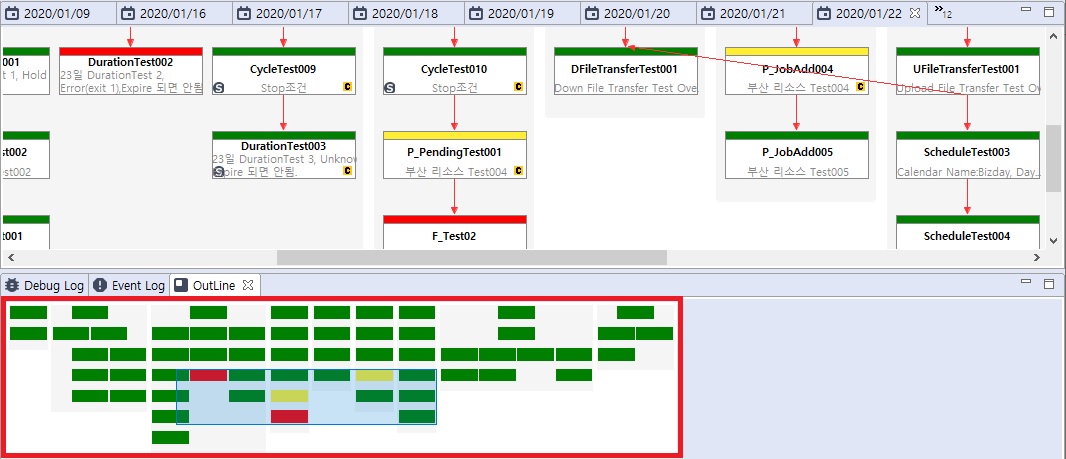 2020/01/09 2020/01/16 2020/01/17 2020/01/18 2020/01/19 2020/01/20 2020/01/21 2020/01/22 »12
001 DurationTest002 CycleTest009 CycleTest010 DFileTransferTest001 P_JobAdd004 UFileTransferTest001
t 1, Hold 23일 DurationTest 2, Stop조건 Stop조건 Down File Transfer Test Ove 부산 리소스 Test004 Upload File Transfer Test Ov
Error(exit 1),Expire 되면 안됨
S C C C
st002 DurationTest003 P_PendingTest001 P_JobAdd005 ScheduleTest003
st002 23일 DurationTest 3, Unknow 부산 리소스 Test004 부산 리소스 Test005 Calendar Name:Bizday, Day_
Expire 되면 안됨.
S C C
t001 F_Test02 ScheduleTest004
Debug Log Event Log OutLine